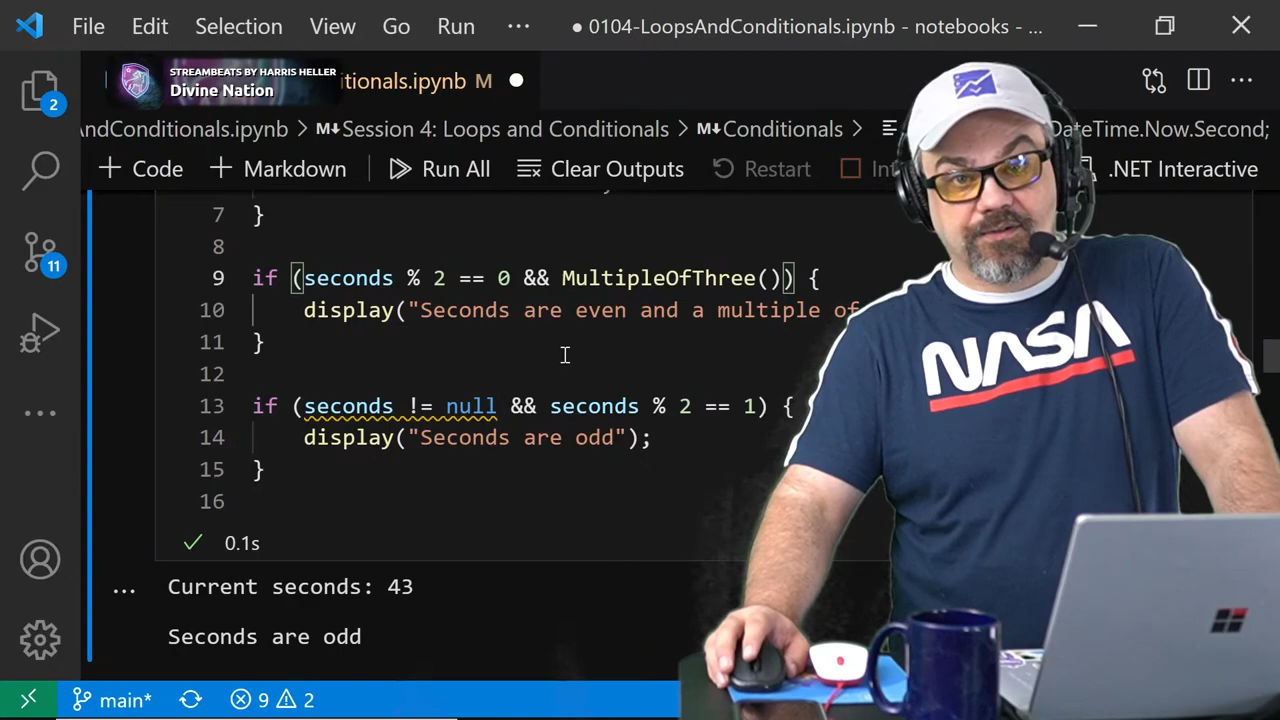 File Edit Selection View Go Run ··· ● 0104-LoopsAndConditionals.ipynb - notebooks - ...
STREAMBEATS BY HARRIS HELLER
Divine Nation
itionals.ipynb M ●
AndConditionals.ipynb > M↓Session 4: Loops and Conditionals > M↓Conditionals > DateTime.Now.Second;
+ Code + Markdown Run All Clear Outputs Restart Int .NET Interactive
2
11
7 }
8
9 if (seconds % 2 == 0 && MultipleOfThree()) {
10 display("Seconds are even and a multiple of
11 }
12
13 if (seconds != null && seconds % 2 == 1) {
14 display("Seconds are odd");
15 }
16
0.1s
... Current seconds: 43
Seconds are odd
main* 9 2
NASA